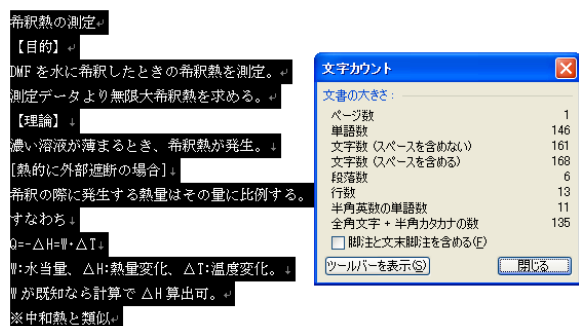 希釈熱の測定
【目的】
DMFを水に希釈したときの希釈熱を測定。
測定データより無限大希釈熱を求める。
【理論】
濃い溶液が薄まるとき、希釈熱が発生。
[熱的に外部遮断の場合]
希釈の際に発生する熱量はその量に比例する。
すなわち
Q=-△H=W・△T
W:水当量、△H:熱量変化、△T:温度変化。
Wが既知なら計算で△H算出可。
※中和熱と類似
文字カウント
文書の大きさ:
ページ数 1
単語数 146
文字数 (スペースを含めない) 161
文字数 (スペースを含める) 168
段落数 6
行数 13
半角英数の単語数 11
全角文字 + 半角カタカナの数 135
脚注と文末脚注を含める(F)
ツールバーを表示(S) 閉じる